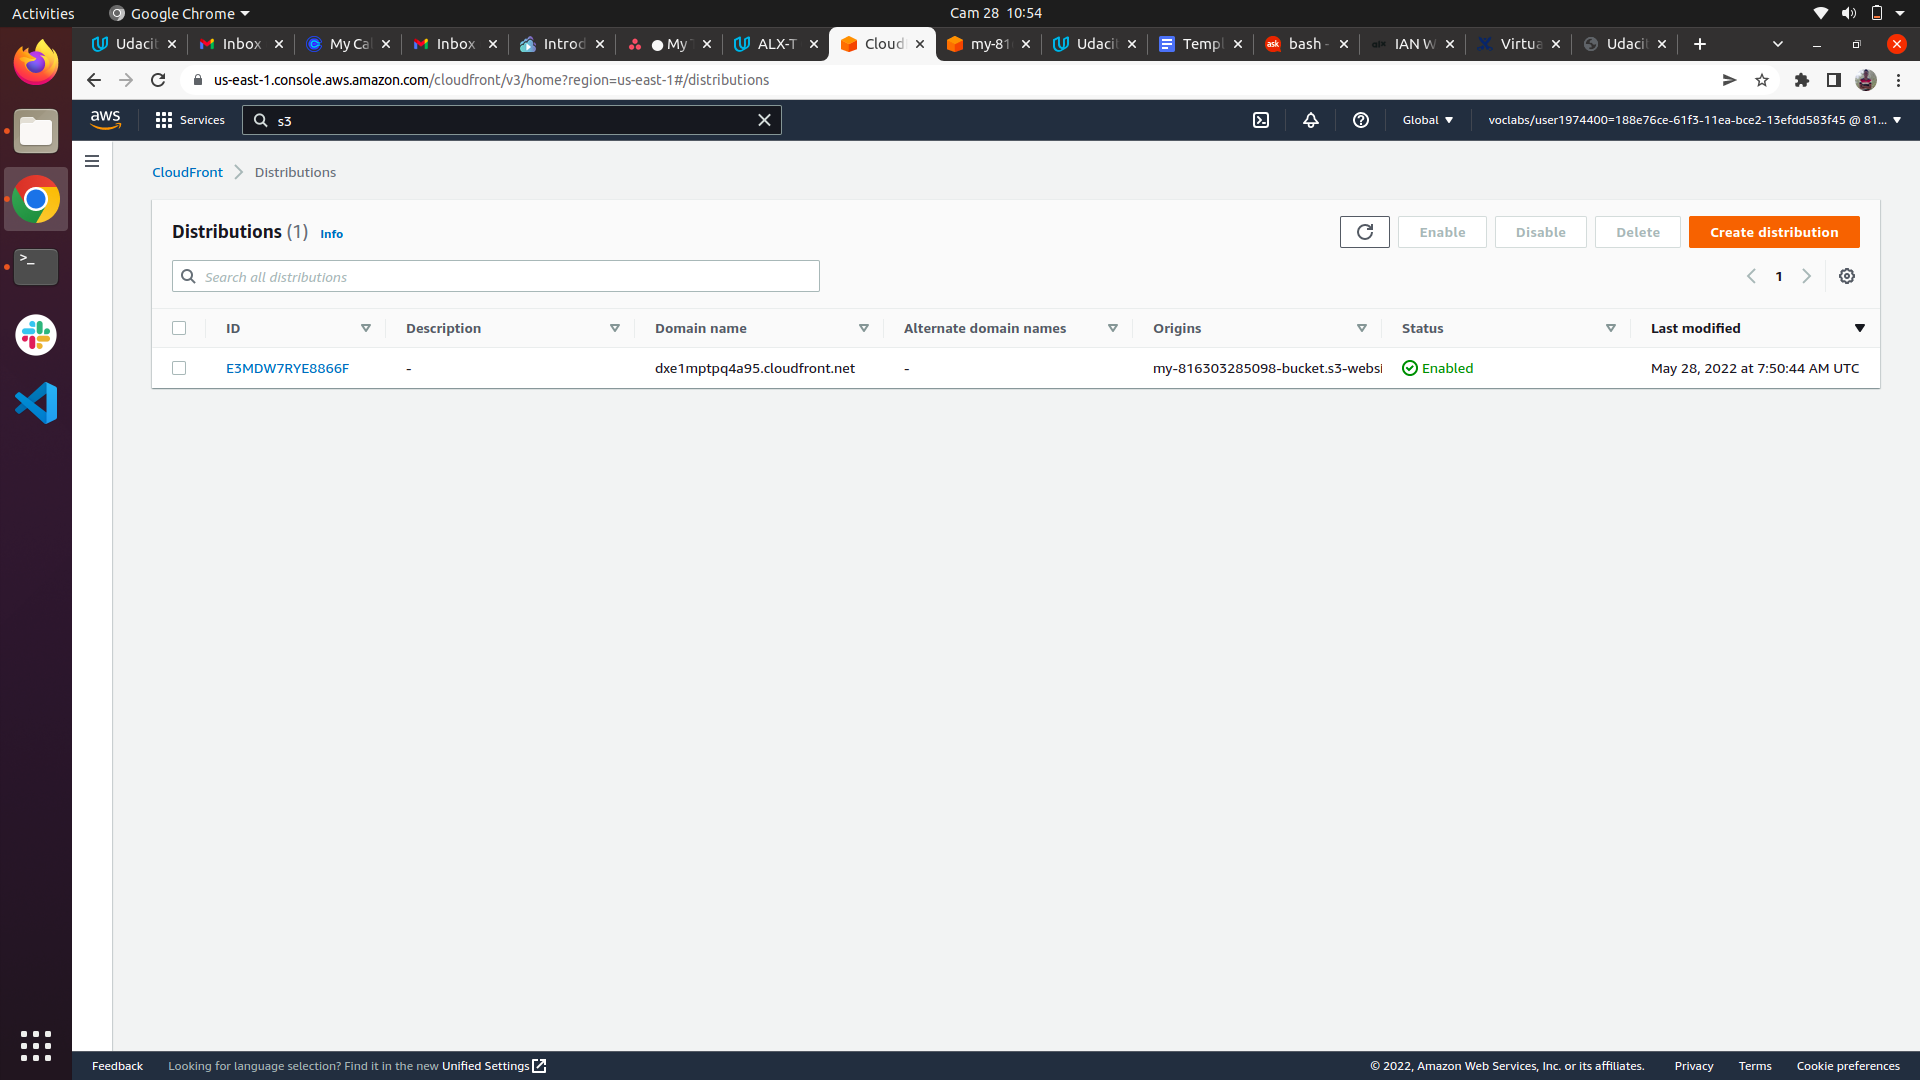 Activities
Google Chrome
Cam 28 10:54
Udacit
Inbox
My Ca
Inbox
Introd
My T
ALX-T
Cloud
my-81
Udacit
Templ
ask
bash -
IAN W
Virtua
Udacit
us-east-1.console.aws.amazon.com/cloudfront/v3/home?region=us-east-1#/distributions
aws
Services
s3
Global
voclabs/user1974400=188e76ce-61f3-11ea-bce2-13efdd583f45 @ 81...
CloudFront
Distributions
Distributions (1)
Info
Enable
Disable
Delete
Create distribution
Search all distributions
1
ID
Description
Domain name
Alternate domain names
Origins
Status
Last modified
E3MDW7RYE8866F
-
dxe1mptpq4a95.cloudfront.net
-
my-816303285098-bucket.s3-websi
Enabled
May 28, 2022 at 7:50:44 AM UTC
Feedback
Looking for language selection? Find it in the new Unified Settings
© 2022, Amazon Web Services, Inc. or its affiliates.
Privacy
Terms
Cookie preferences